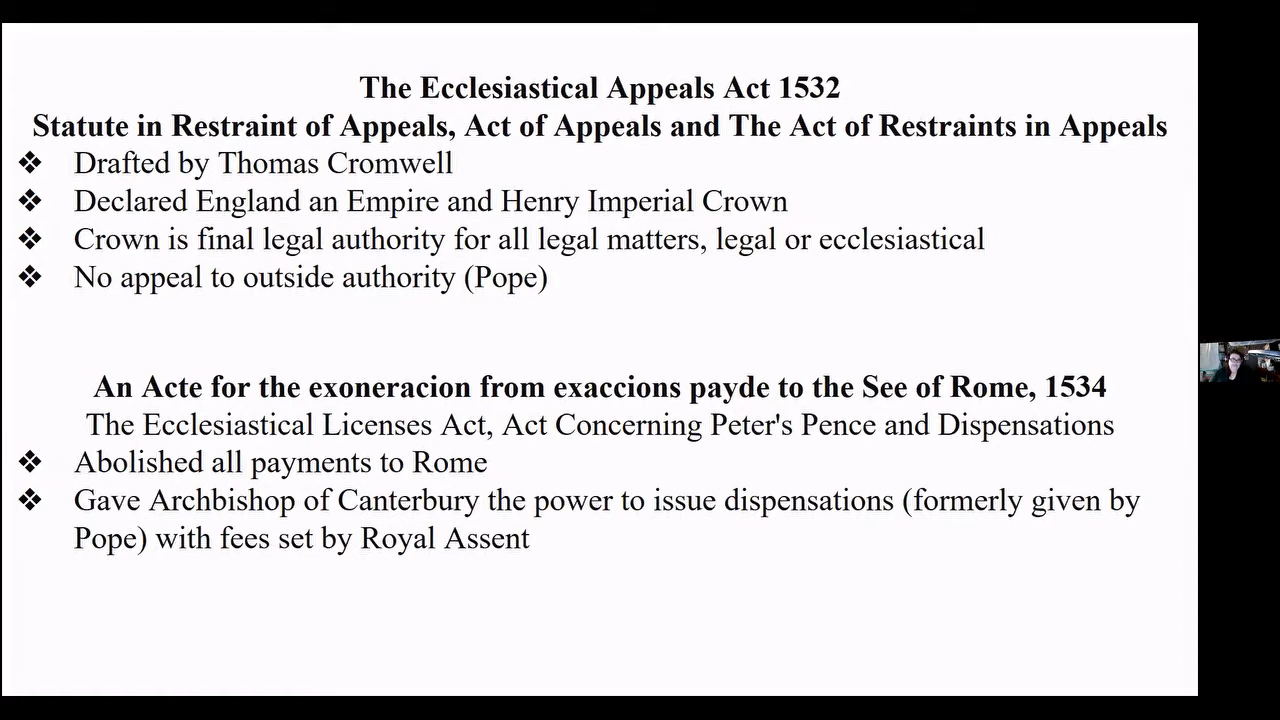 The Ecclesiastical Appeals Act 1532
Statute in Restraint of Appeals, Act of Appeals and The Act of Restraints in Appeals
❖ Drafted by Thomas Cromwell
❖ Declared England an Empire and Henry Imperial Crown
❖ Crown is final legal authority for all legal matters, legal or ecclesiastical
❖ No appeal to outside authority (Pope)
An Acte for the exoneracion from exaccions payde to the See of Rome, 1534
The Ecclesiastical Licenses Act, Act Concerning Peter's Pence and Dispensations
❖ Abolished all payments to Rome
❖ Gave Archbishop of Canterbury the power to issue dispensations (formerly given by
Pope) with fees set by Royal Assent